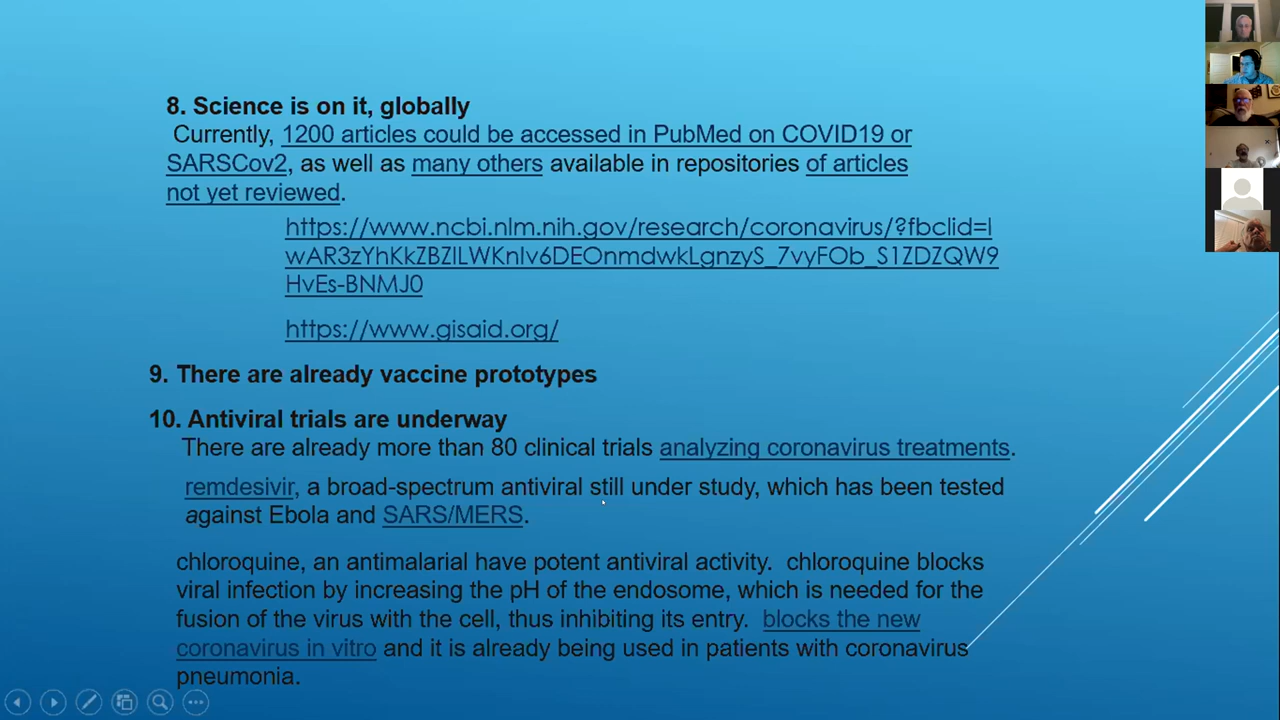 8. Science is on it, globally
Currently, 1200 articles could be accessed in PubMed on COVID19 or
SARSCov2, as well as many others available in repositories of articles
not yet reviewed.
https://www.ncbi.nlm.nih.gov/research/coronavirus/?fbclid=I
wAR3zYhKkZBZlLWKnIv6DEOnmdwkLgnzyS_7vyFOb_S1ZDZQW9
HvEs-BNMJ0
https://www.gisaid.org/
9. There are already vaccine prototypes
10. Antiviral trials are underway
There are already more than 80 clinical trials analyzing coronavirus treatments.
remdesivir, a broad-spectrum antiviral still under study, which has been tested
against Ebola and SARS/MERS.
chloroquine, an antimalarial have potent antiviral activity. chloroquine blocks
viral infection by increasing the pH of the endosome, which is needed for the
fusion of the virus with the cell, thus inhibiting its entry. blocks the new
coronavirus in vitro and it is already being used in patients with coronavirus
pneumonia.